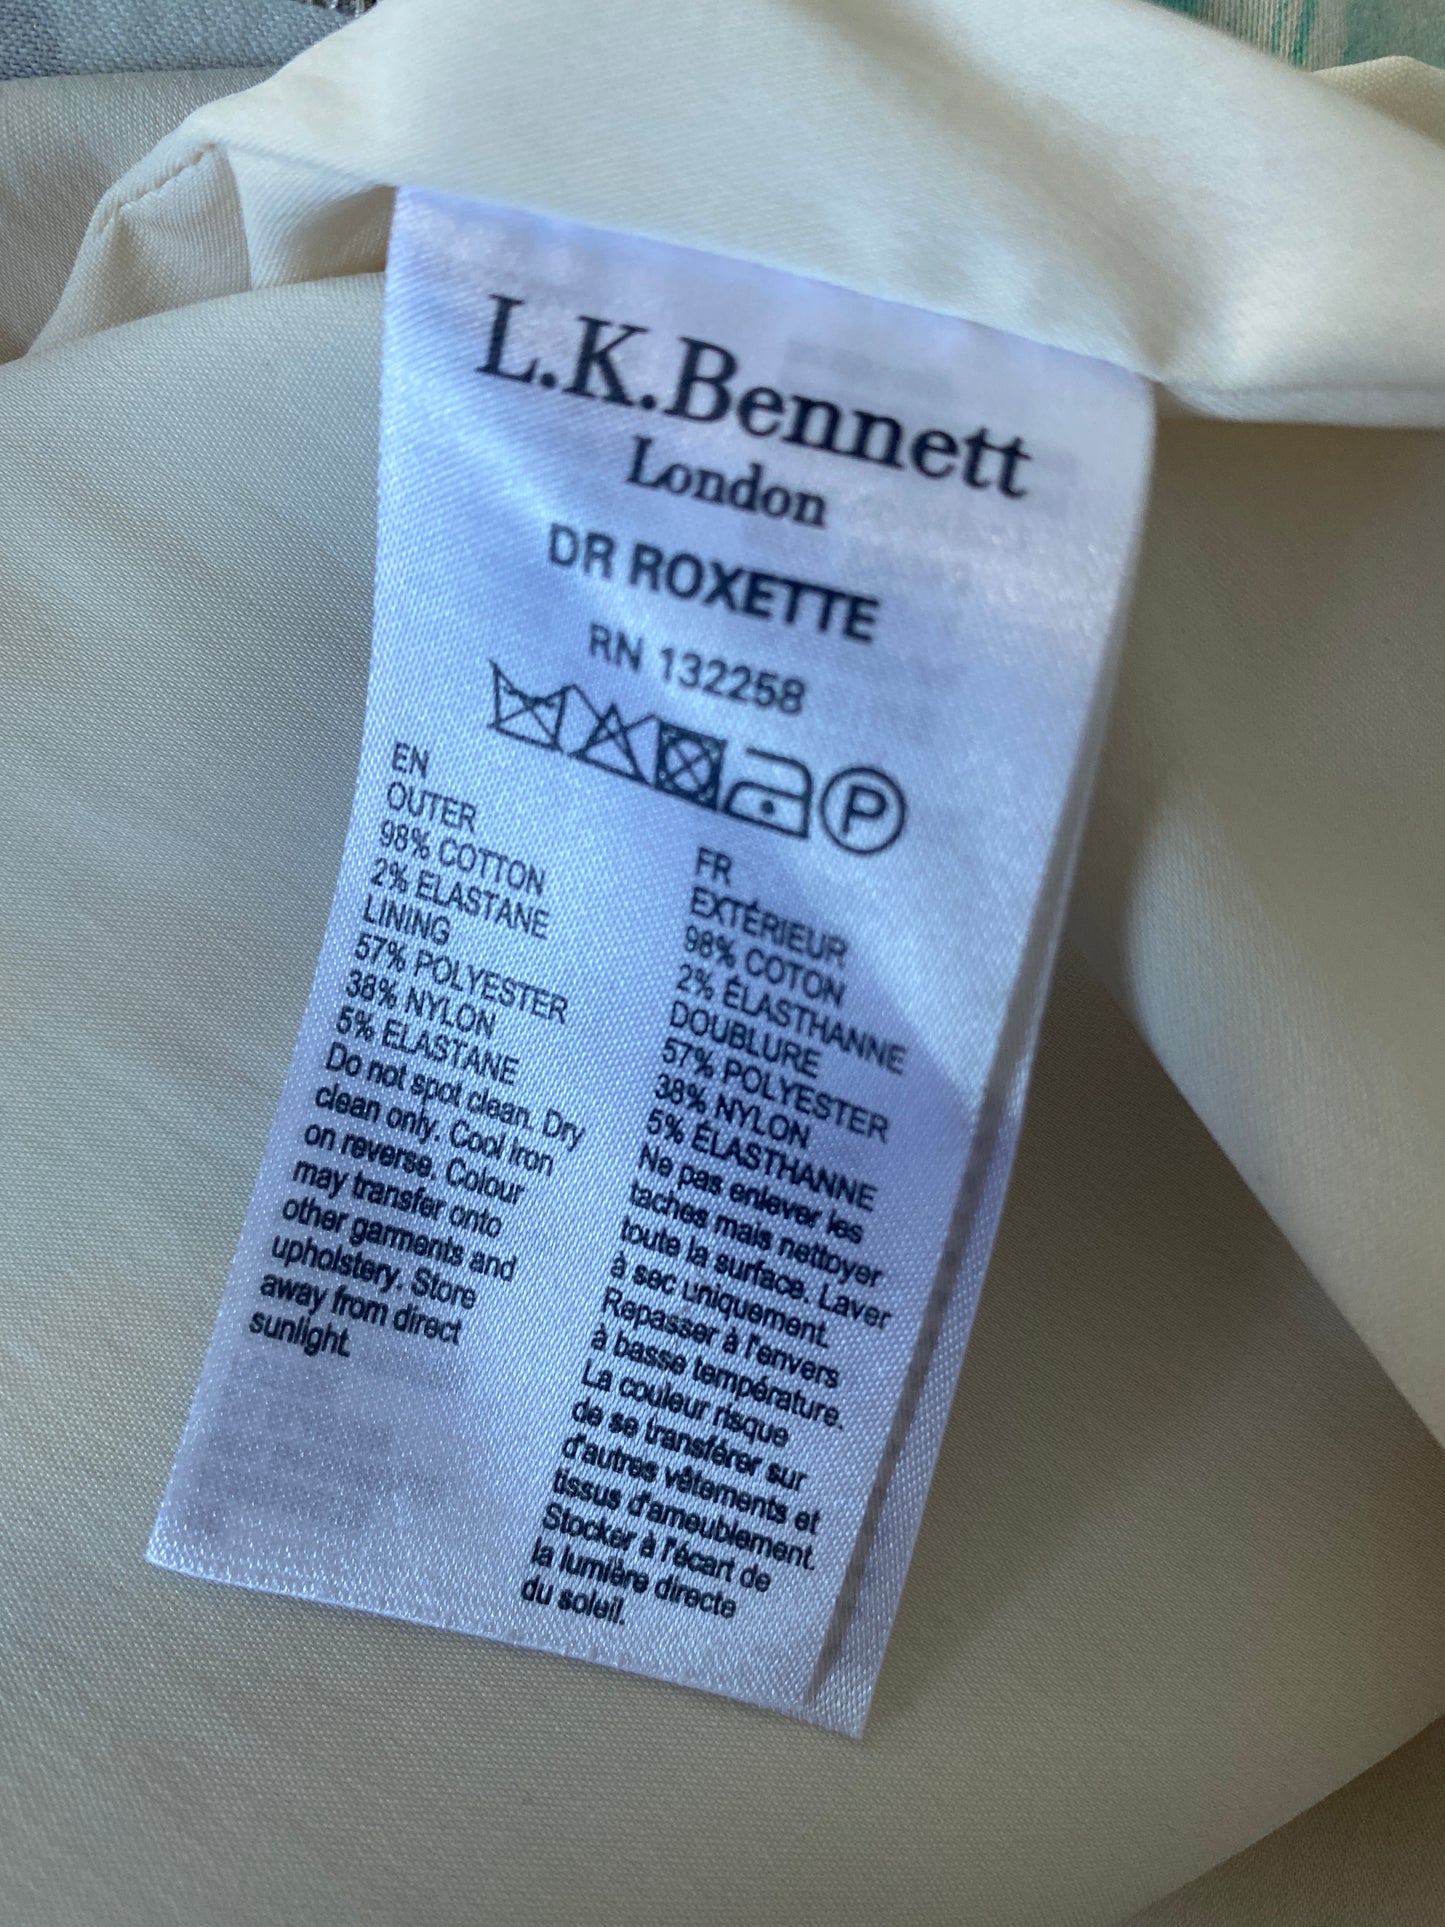 L.K.Bennett
London
DR ROXETTE
RN 132258
P
EN
OUTER
98% COTTON
2% ELASTANE
LINING
57% POLYESTER
38% NYLON
5% ELASTANE
Do not spot clean. Dry
clean only. Cool iron
on reverse. Colour
may transfer onto
other garments and
upholstery. Store
away from direct
sunlight.
FR
EXTÉRIEUR
98% COTON
2% ÉLASTHANNE
DOUBLURE
57% POLYESTER
38% NYLON
5% ÉLASTHANNE
Ne pas enlever les
taches mais nettoyer
toute la surface. Laver
à sec uniquement.
Repasser à l'envers
à basse température.
La couleur risque
de se transférer sur
d'autres vêtements et
tissus d'ameublement.
Stocker à l'écart de
la lumière directe
du soleil.